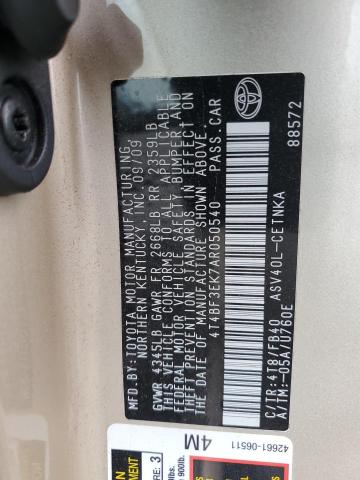 MFD. BY:
TOYOTA MOTOR MANUFACTURING,
NORTHERN KENTUCKY, INC. 09/09
GVWR 4345LB GAWR FR 2668LB RR 2359LB
THIS VEHICLE CONFORMS TO ALL APPLICABLE
FEDERAL MOTOR VEHICLE SAFETY BUMPER AND
THEFT PREVENTION STANDARDS IN EFFECT ON
THE DATE OF MANUFACTURE SHOWN ABOVE.
4T4BF3EK7AR050540 PASS.CAR
ASV40L-CETNKA 88572
C/TR:4T8/FB40
A/TM:-05A/U760E
42661-06511
4M